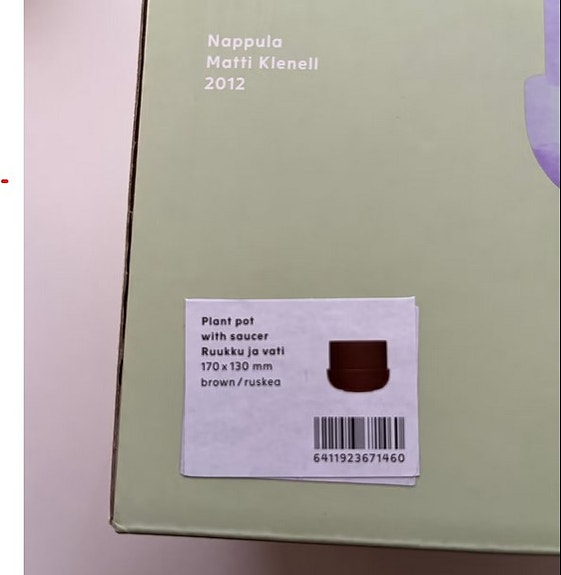 Nappula
Matti Klenell
2012
Plant pot
with saucer
Ruukku ja vati
170 x 130 mm
brown / ruskea
6411923671460